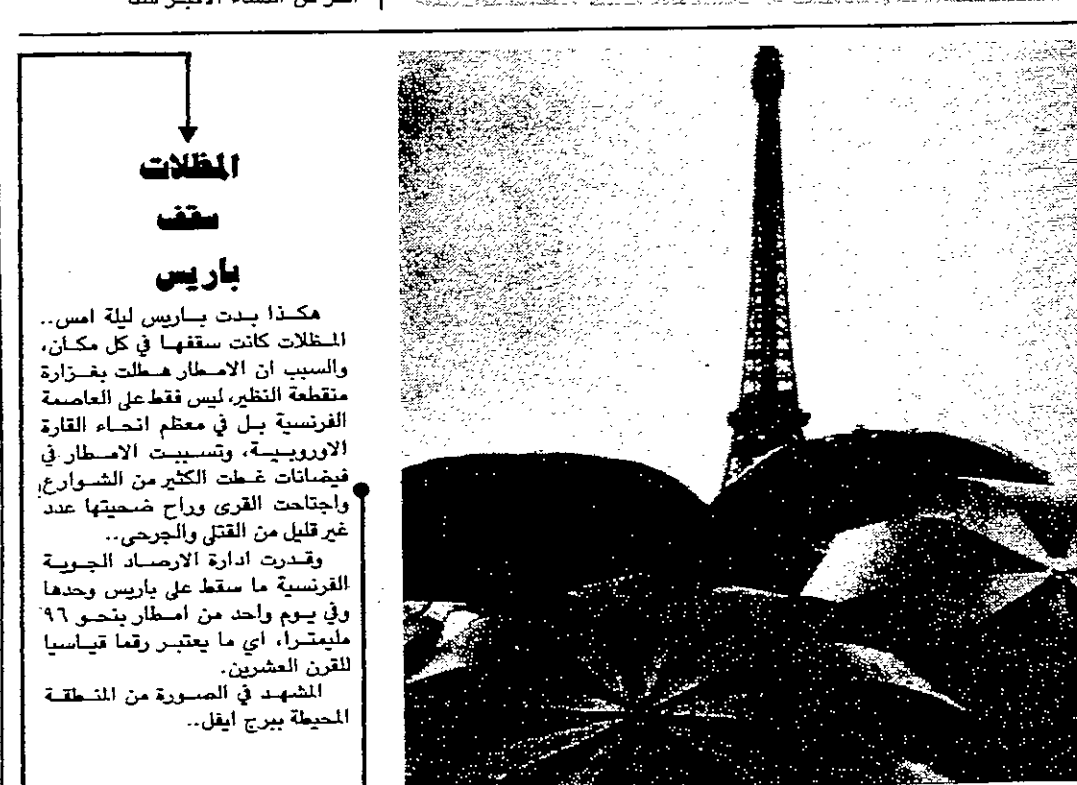 المظلات
سقف
باريس
هكذا بدت باريس ليلة امس..
المظلات كانت سقفها في كل مكان،
والسبب ان الامطار هطلت بغزارة
منقطعة النظير، ليس فقط على العاصمة
الفرنسية بل في معظم انحاء القارة
الاوروبية، وتسببت الامطار في
فيضانات غطت الكثير من الشوارع
واجتاحت القرى وراح ضحيتها عدد
غير قليل من القتلى والجرحى..
وقدرت ادارة الارصاد الجوية
الفرنسية ما سقط على باريس وحدها
وفي يوم واحد من امطار بنحو ٩٦
مليمترا، اي ما يعتبر رقما قياسيا
للقرن العشرين.
المشهد في الصورة من المنطقة
المحيطة ببرج ايفل..